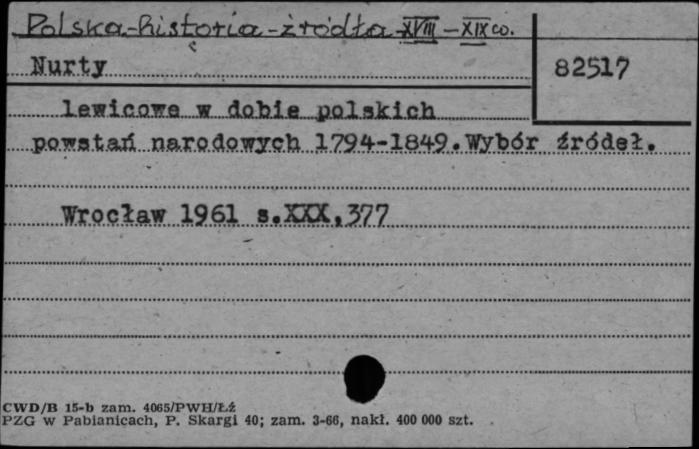 Polska-historia-źródła-XVIII-XIX w.
Nurty
82517
lewicowe w dobie polskich
powstań narodowych 1794-1849.Wybór źródeł.
Wrocław 1961 s.XXX,377
CWD/B 15-b zam. 4065/PWH/Łź
PZG w Pabianicach, P. Skargi 40; zam. 3-66, nakł. 400 000 szt.